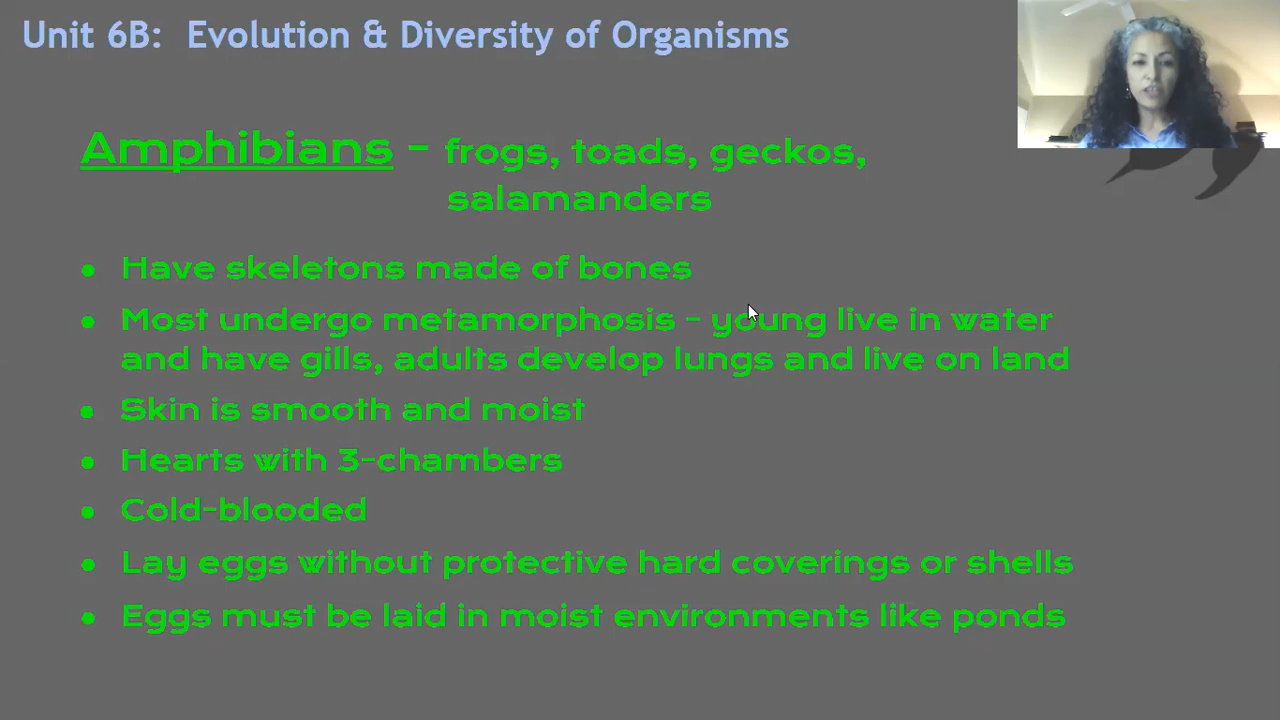 Unit 6B: Evolution & Diversity of Organisms
Amphibians - frogs, toads, geckos,
salamanders
• Have skeletons made of bones
• Most undergo metamorphosis - young live in water
and have gills, adults develop lungs and live on land
• Skin is smooth and moist
• Hearts with 3-chambers
• Cold-blooded
• Lay eggs without protective hard coverings or shells
• Eggs must be laid in moist environments like ponds